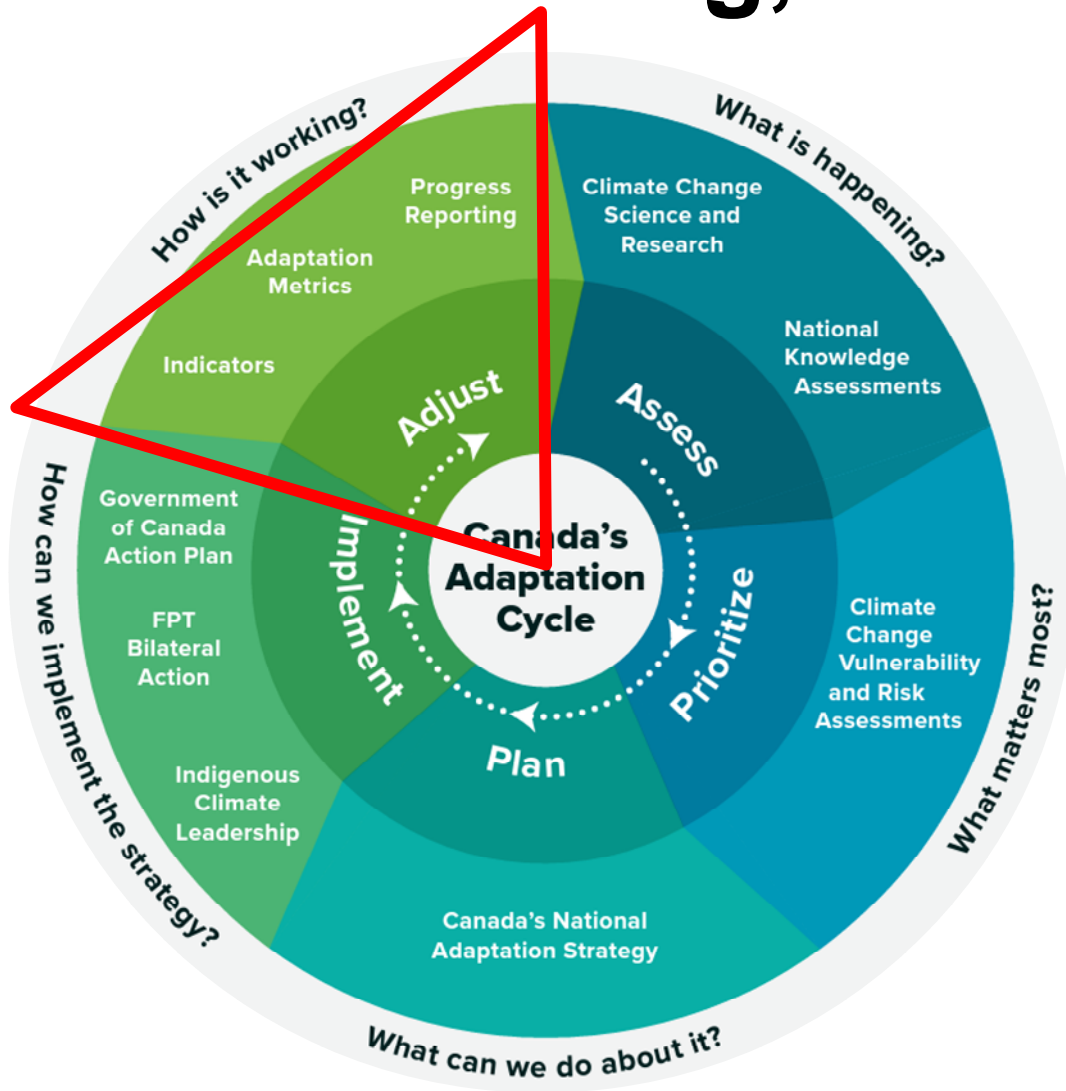 g,
How is it working?
What is happening?
Progress
Reporting
Climate Change
Science and
Research
Adaptation
Metrics
National
Knowledge
Assessments
Indicators
Adjust
Assess
Government
of Canada
Action Plan
Implement
Canada's
Adaptation
Cycle
Prioritize
Climate
Change
Vulnerability
and Risk
Assessments
FPT
Bilateral
Action
Plan
Indigenous
Climate
Leadership
How can we implement the strategy?
What matters most?
Canada's National
Adaptation Strategy
What can we do about it?